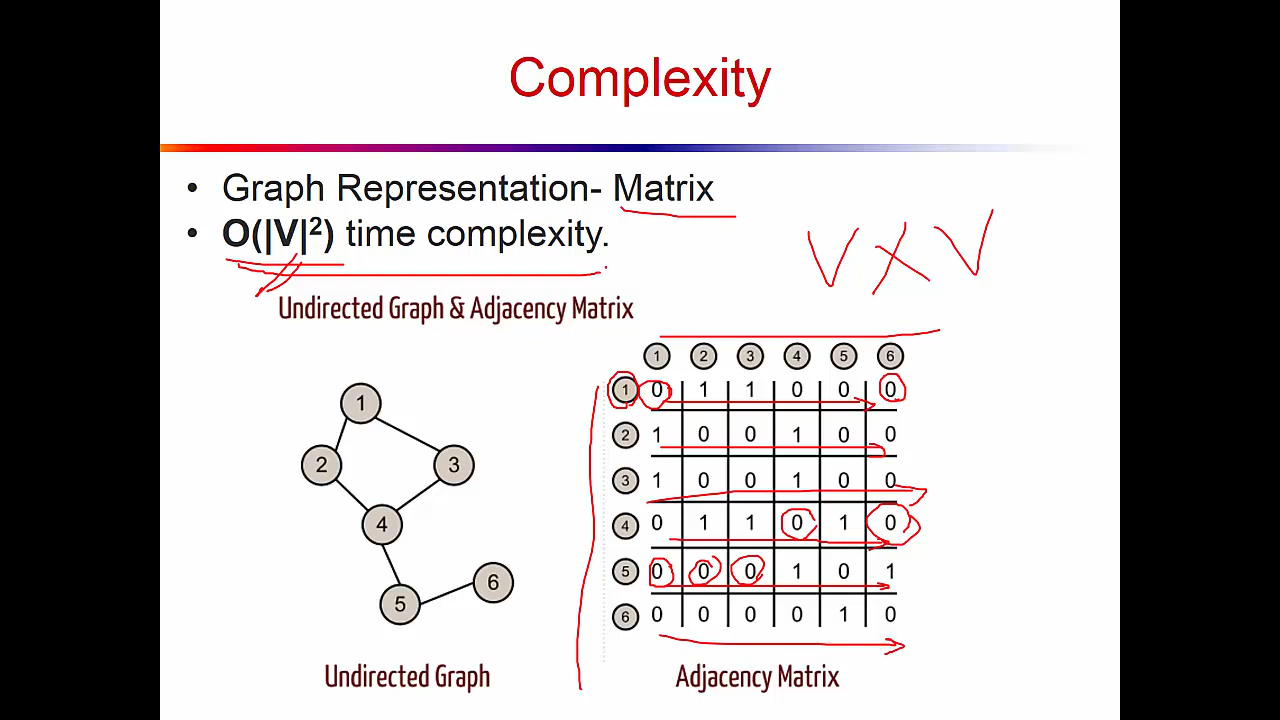 Complexity
• Graph Representation- Matrix
• O(|V|²) time complexity.
V X V
Undirected Graph & Adjacency Matrix
1 2 3 4 5 6
1 0 1 1 0 0 0
2 1 0 0 1 0 0
3 1 0 0 1 0 0
4 0 1 1 0 1 0
5 0 0 0 1 0 1
6 0 0 0 0 1 0
1
2 3
4
5 6
Undirected Graph
Adjacency Matrix